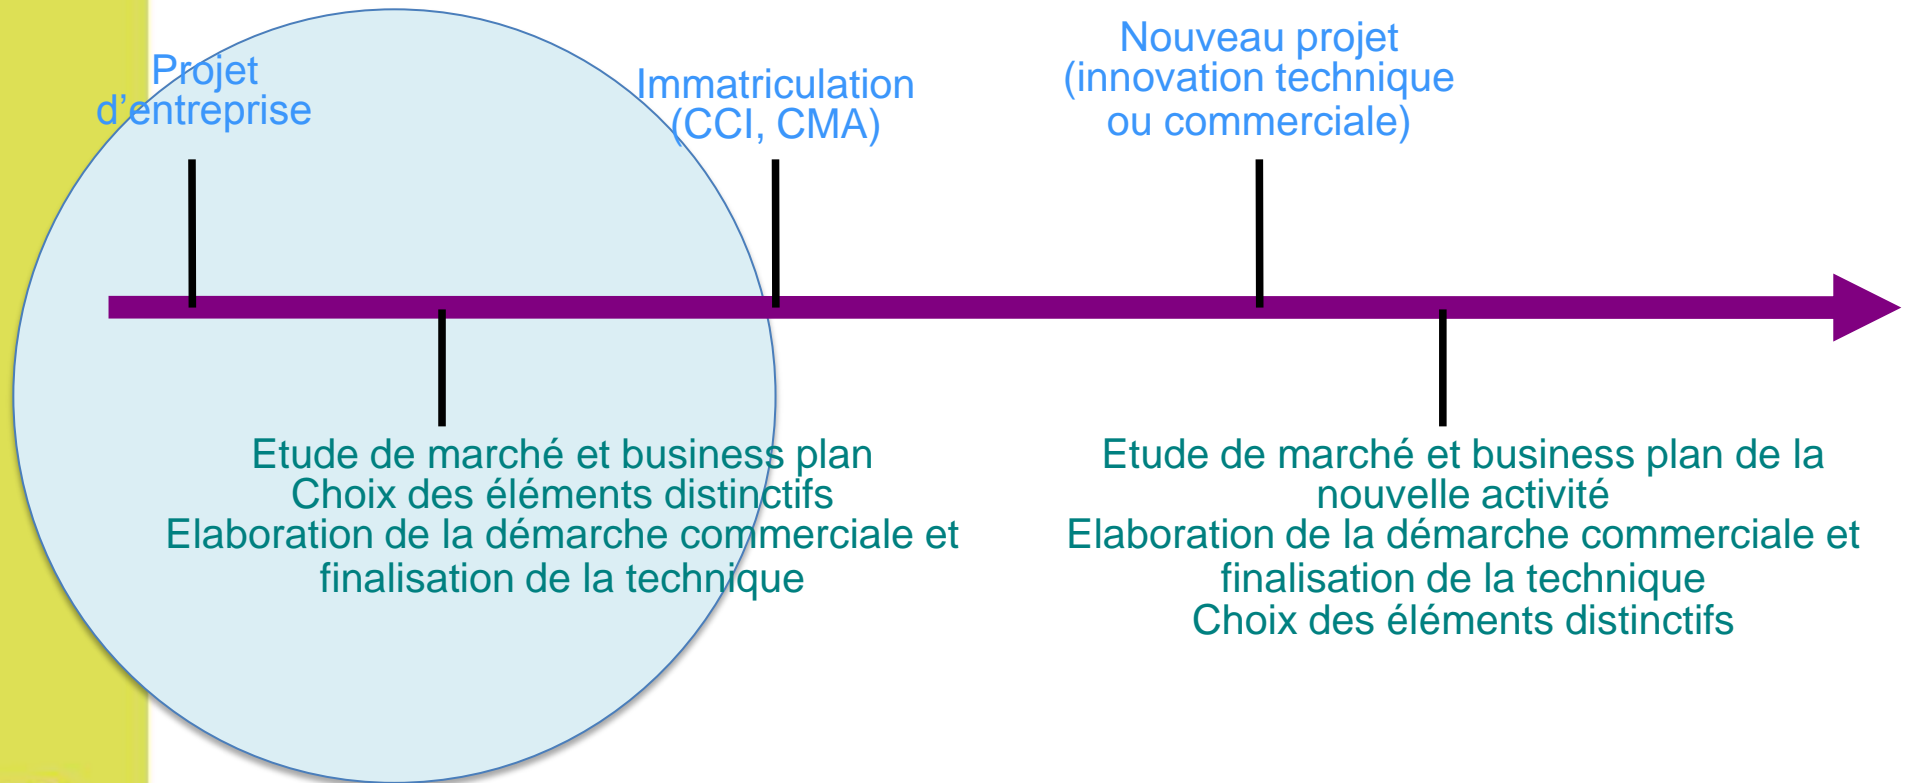 Projet
d’entreprise
Immatriculation
(CCI, CMA)
Nouveau projet
(innovation technique
ou commerciale)
Etude de marché et business plan
Choix des éléments distinctifs
Elaboration de la démarche commerciale et
finalisation de la technique
Etude de marché et business plan de la
nouvelle activité
Elaboration de la démarche commerciale et
finalisation de la technique
Choix des éléments distinctifs